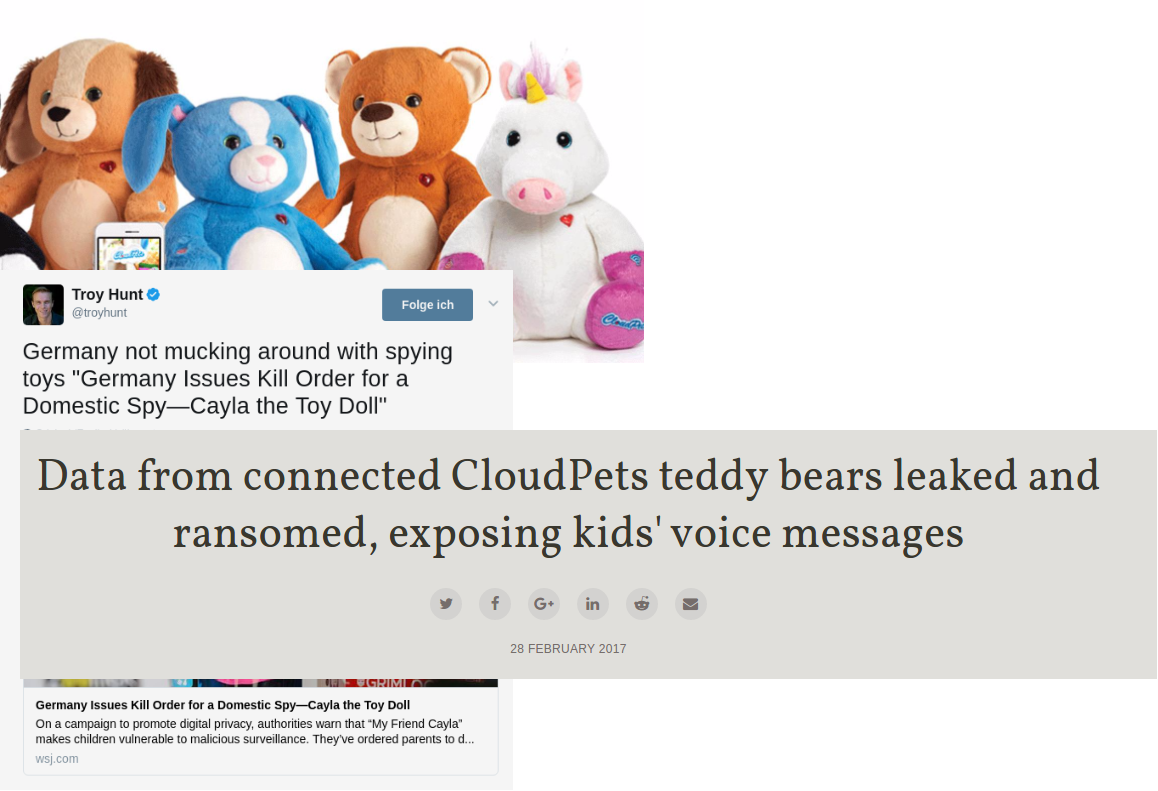 CloudPets
Troy Hunt
@troyhunt
Folge ich
Germany not mucking around with spying
toys "Germany Issues Kill Order for a
Domestic Spy—Cayla the Toy Doll"
Data from connected CloudPets teddy bears leaked and
ransomed, exposing kids' voice messages
28 FEBRUARY 2017
Germany Issues Kill Order for a Domestic Spy—Cayla the Toy Doll
On a campaign to promote digital privacy, authorities warn that “My Friend Cayla”
makes children vulnerable to malicious surveillance. They've ordered parents to d...
wsj.com